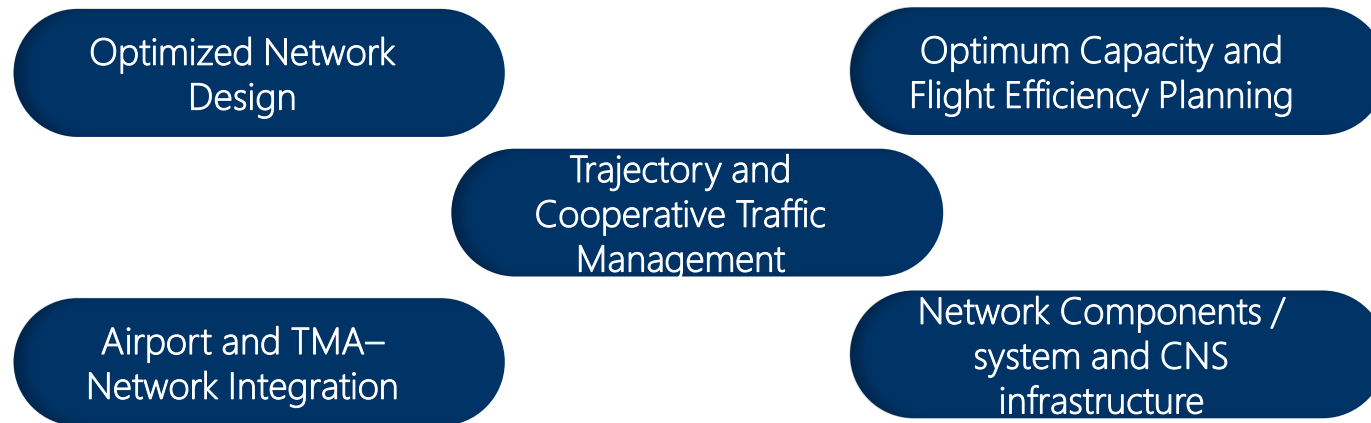 Optimized Network
Design
Optimum Capacity and
Flight Efficiency Planning
Trajectory and
Cooperative Traffic
Management
Airport and TMA–
Network Integration
Network Components /
system and CNS
infrastructure